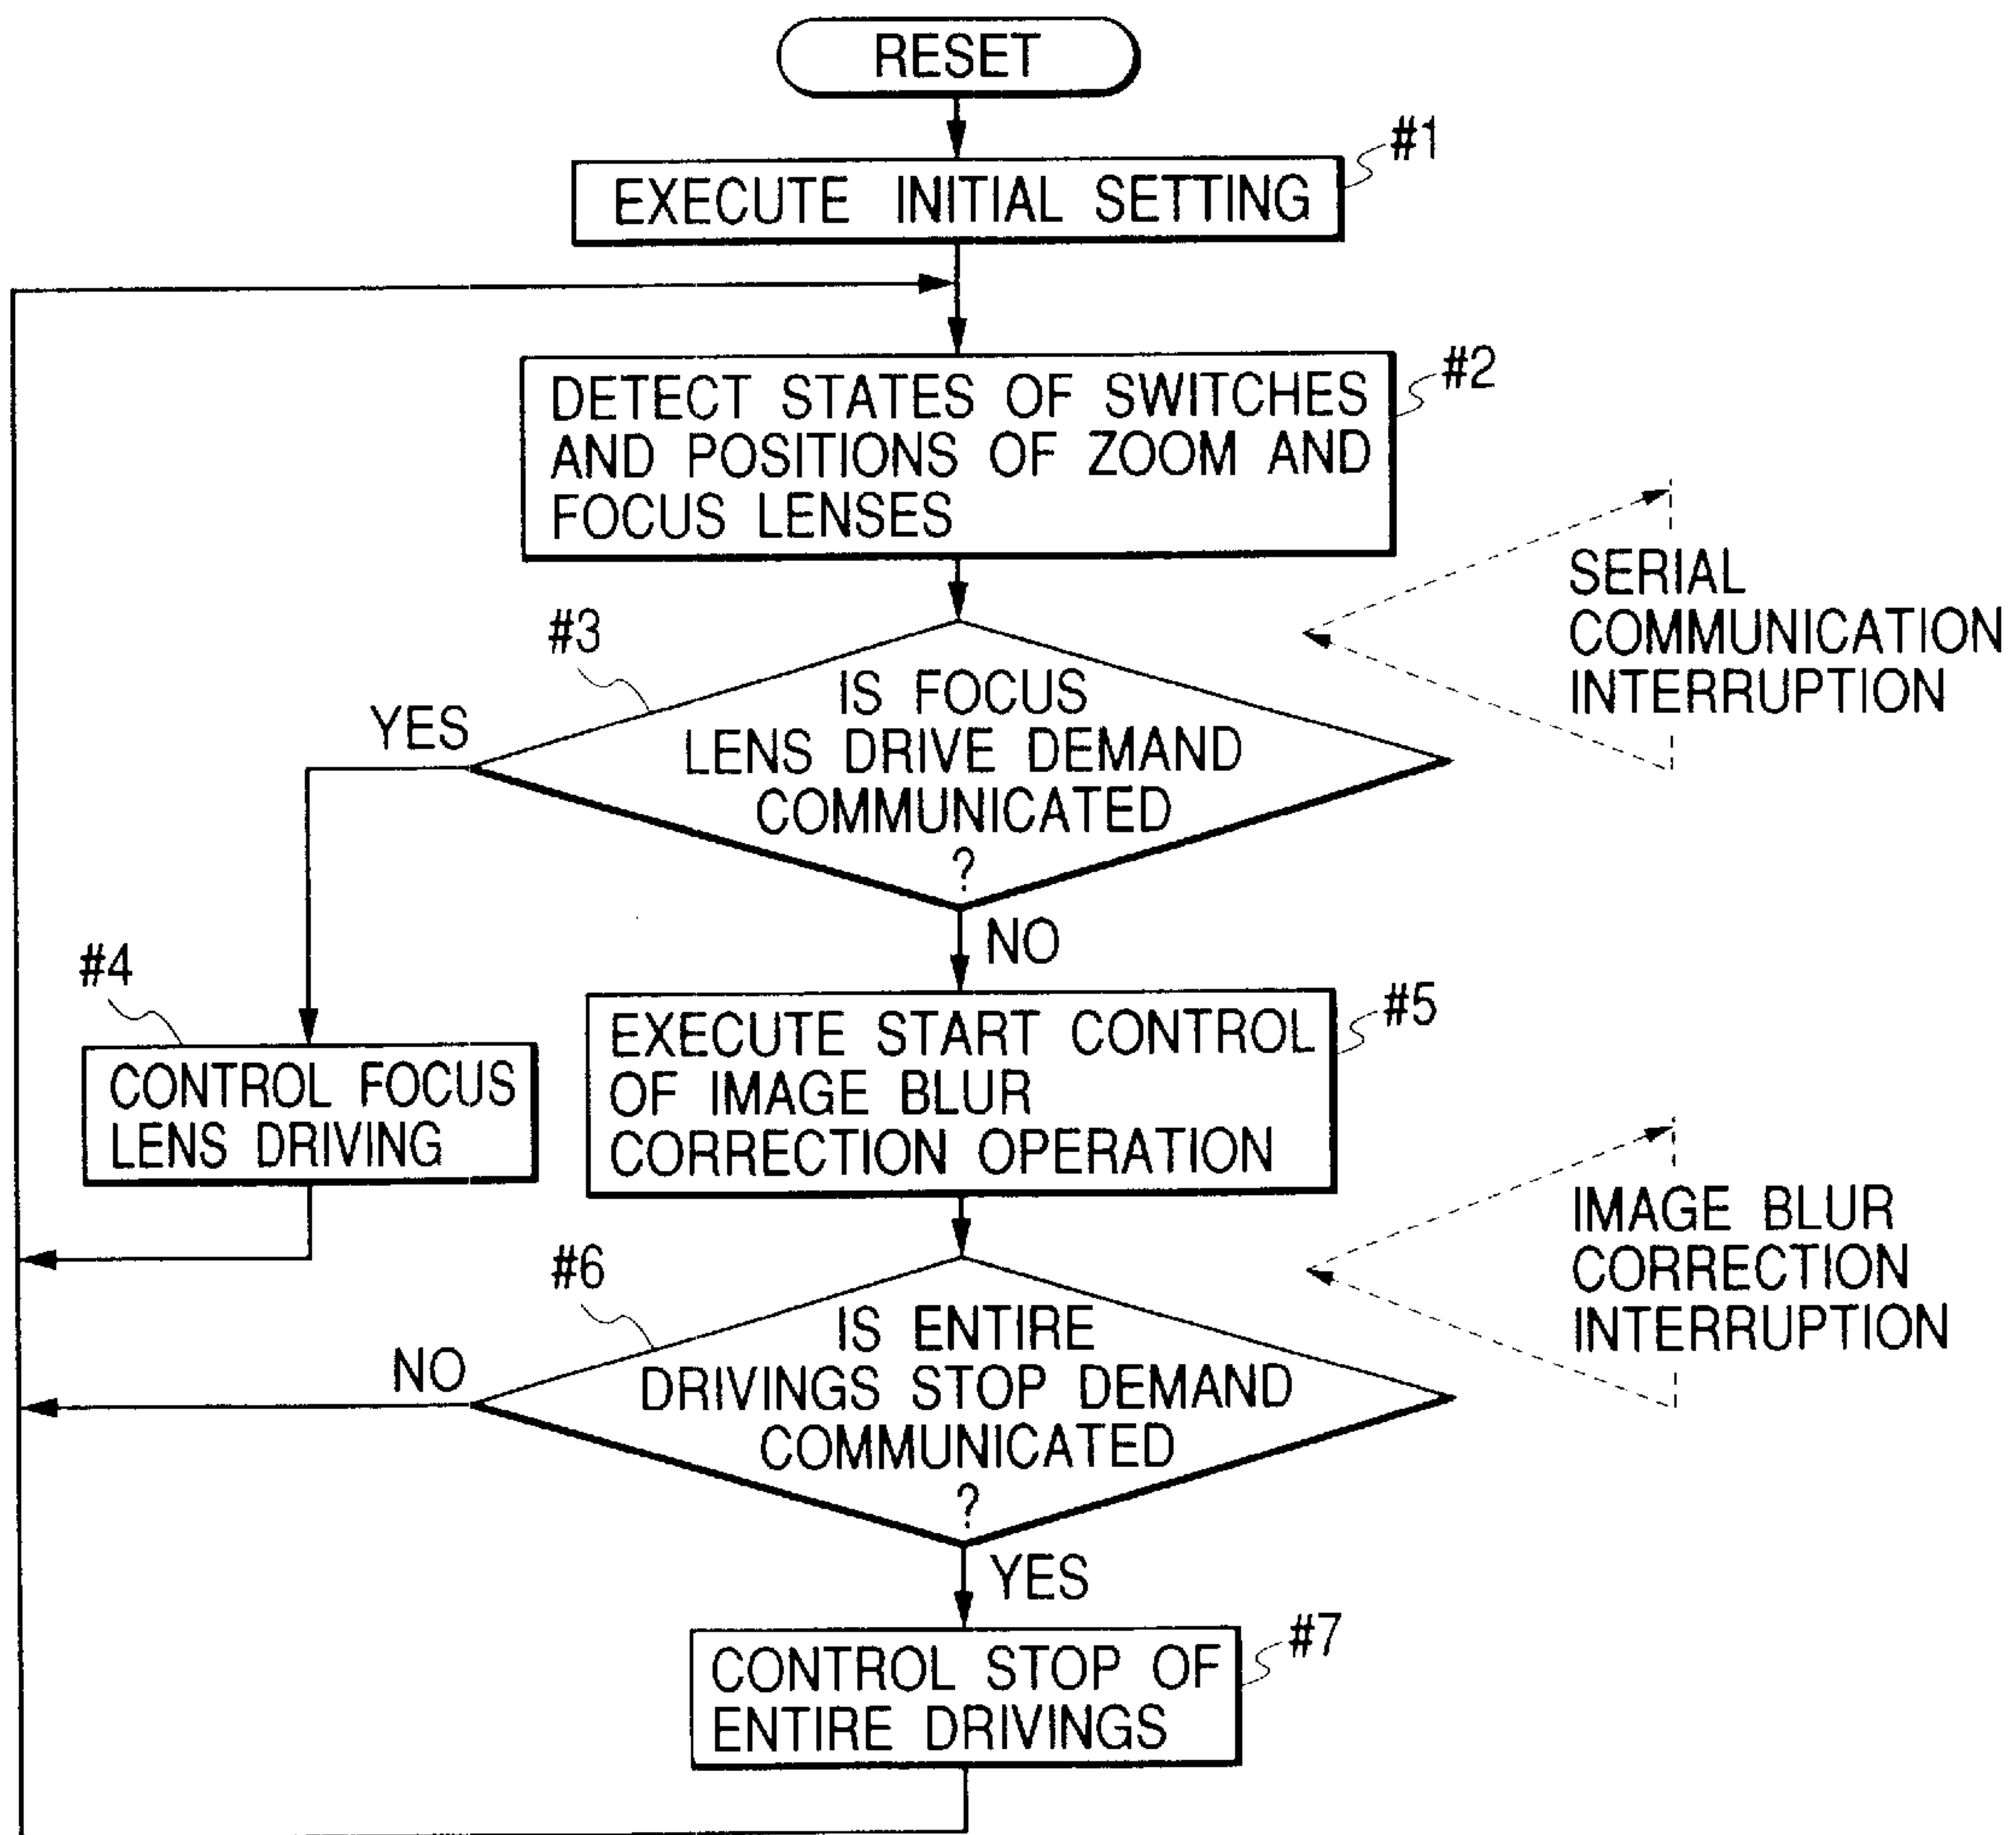 RESET
#1
EXECUTE INITIAL SETTING
#2
DETECT STATES OF SWITCHES
AND POSITIONS OF ZOOM AND
FOCUS LENSES
SERIAL
COMMUNICATION
INTERRUPTION
#3
IS FOCUS
LENS DRIVE DEMAND
COMMUNICATED
?
YES
NO
#4
CONTROL FOCUS
LENS DRIVING
#5
EXECUTE START CONTROL
OF IMAGE BLUR
CORRECTION OPERATION
IMAGE BLUR
CORRECTION
INTERRUPTION
#6
IS ENTIRE
DRIVINGS STOP DEMAND
COMMUNICATED
?
NO
YES
#7
CONTROL STOP OF
ENTIRE DRIVINGS